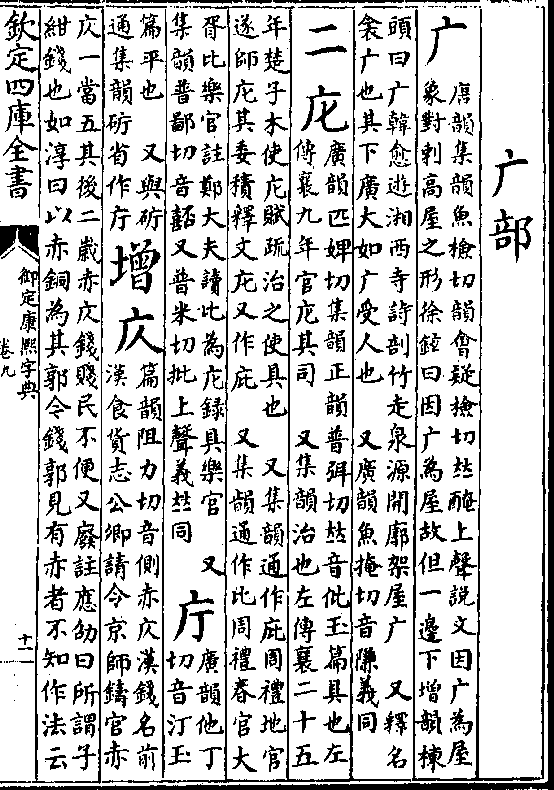 广部
广
唐韻集韻魚檢切韻會疑檢切𠀤醃上聲說文因广為屋
象對剌高屋之形徐鉉曰因广為屋故但一邊下增韻棟
頭曰广韓愈遊湘西寺詩剖竹走泉源開廊架崖广　又釋名
衾广也其下廣大如广受人也　又廣韻魚掩切音隒義同
二
庀
廣韻匹婢切集韻正韻普弭切𠀤音仳玉篇具也左
傳襄九年官庀其司　又集韻治也左傳襄二十五
年楚子木使庀賦疏治之使具也　又集韻通作庇周禮地官
遂師庀其委積釋文庀又作庇　又集韻通作比周禮春官大
胥比樂官註鄭大夫讀比為庀錄具樂官　又
集韻普鄙切音嚭又普米切批上聲義𠀤同
庁
廣韻他丁
切音汀玉
篇平也　又與𥐻
通集韻𥐻省作庁
增
庂
篇韻阻力切音側赤庂漢錢名前
漢食貨志公卿請令京師鑄官赤
庂一當五其後二歲赤庂錢賤民不便又廢註應劭曰所謂子
紺錢也如淳曰以赤銅為其郭令錢郭見有赤者不知作法云
欽定四庫全書
御定康熙字典
卷九
十一